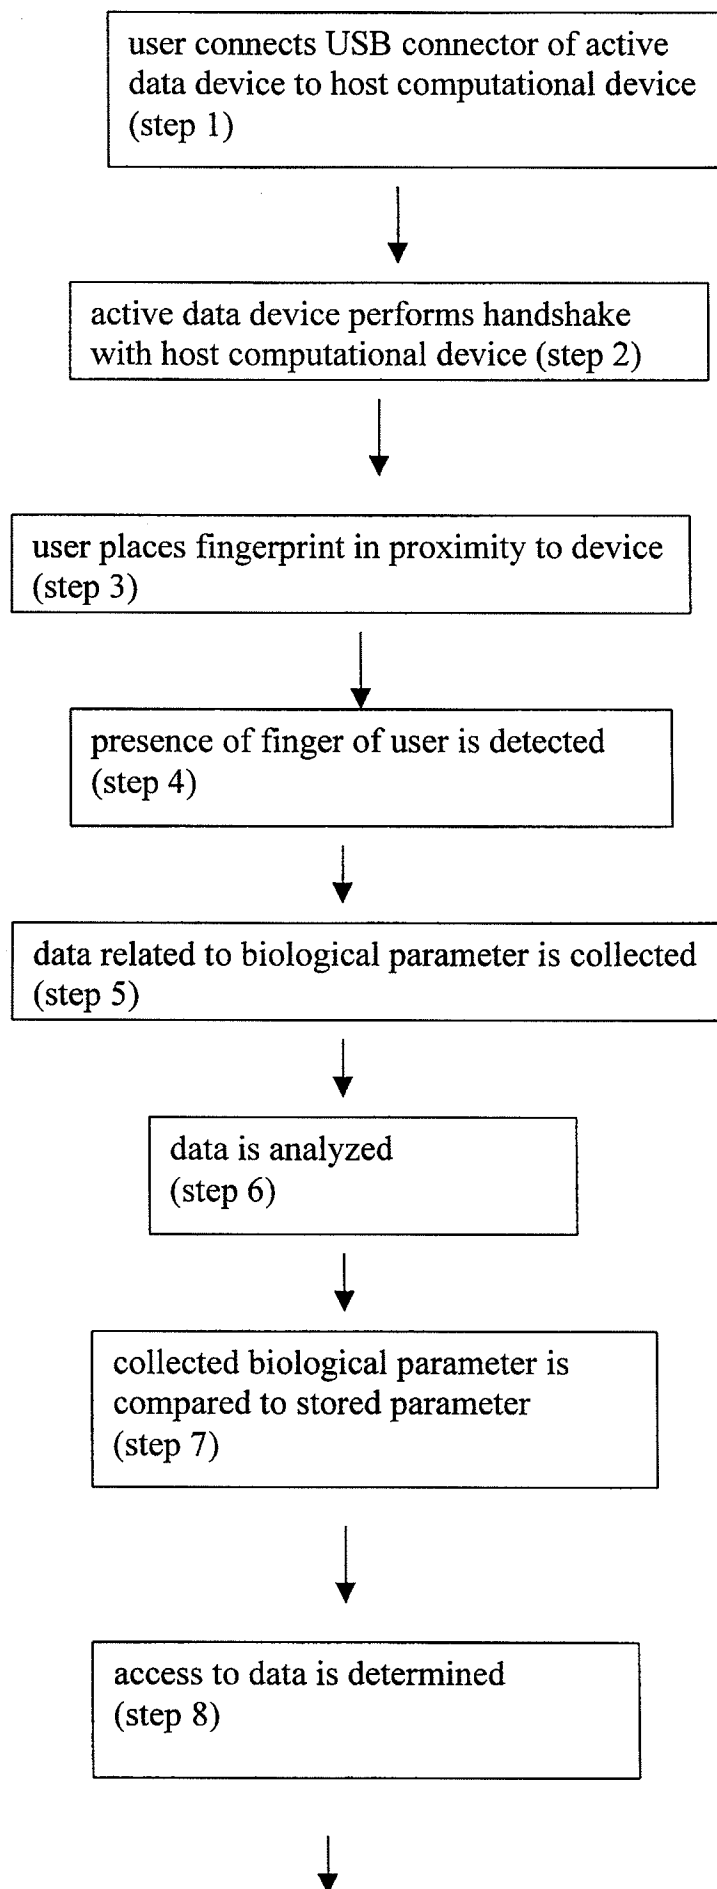 user connects USB connector of active
data device to host computational device
(step 1)
active data device performs handshake
with host computational device (step 2)
user places fingerprint in proximity to device
(step 3)
presence of finger of user is detected
(step 4)
data related to biological parameter is collected
(step 5)
data is analyzed
(step 6)
collected biological parameter is
compared to stored parameter
(step 7)
access to data is determined
(step 8)